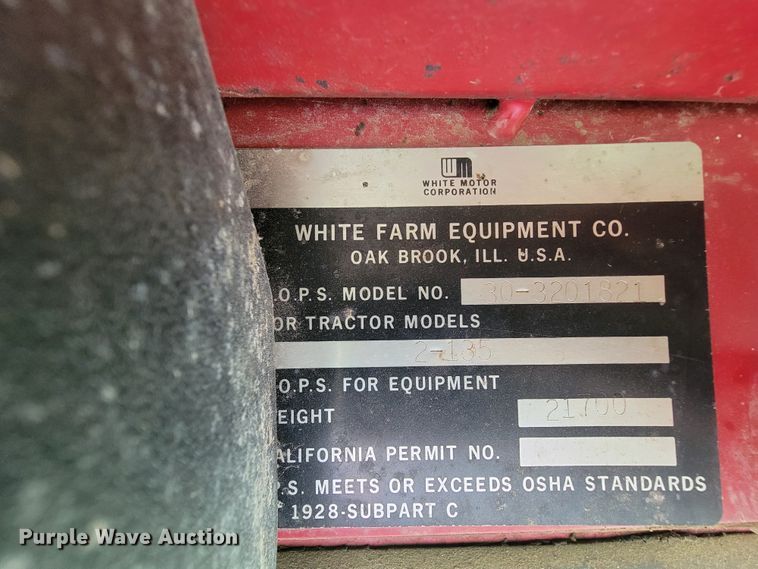 WM
WHITE MOTOR
CORPORATION
WHITE FARM EQUIPMENT CO.
OAK BROOK, ILL. U.S.A.
.O.P.S. MODEL NO. 30-3201821
OR TRACTOR MODELS
2-135
.O.P.S. FOR EQUIPMENT
EIGHT 21700
ALIFORNIA PERMIT NO.
.P.S. MEETS OR EXCEEDS OSHA STANDARDS
1928-SUBPART C
Purple Wave Auction